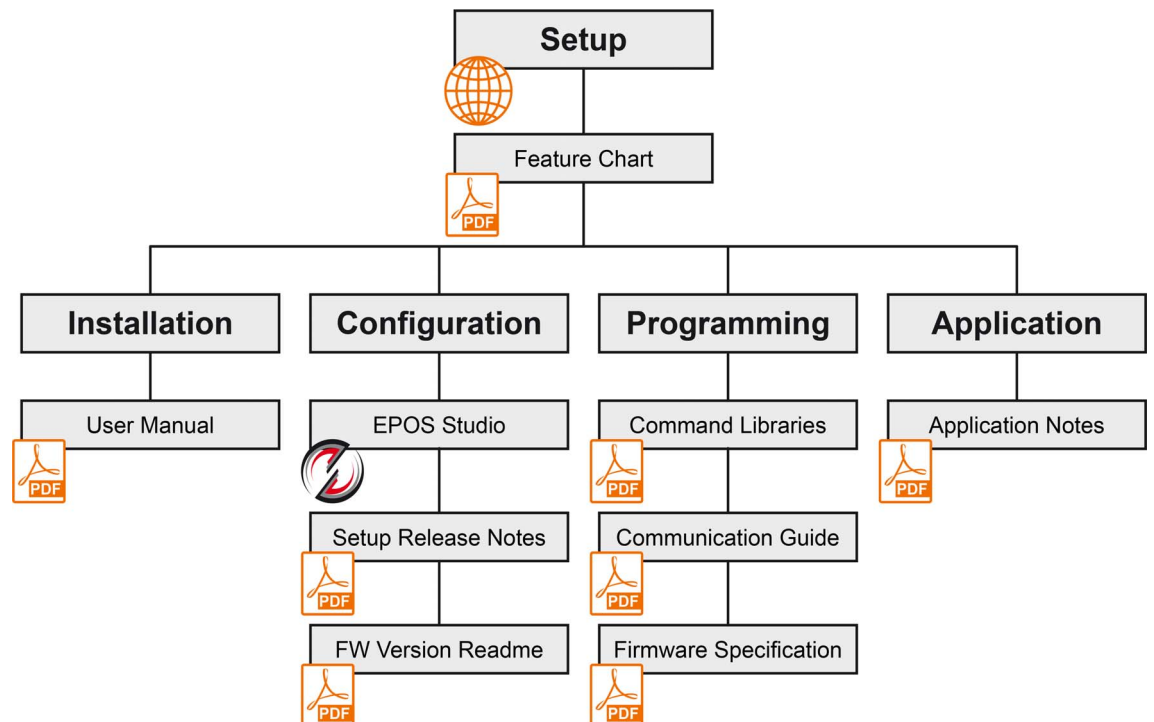 Setup
Feature Chart
PDF
Installation
Configuration
Programming
Application
User Manual
EPOS Studio
Command Libraries
Application Notes
PDF
PDF
PDF
Setup Release Notes
Communication Guide
PDF
PDF
FW Version Readme
Firmware Specification
PDF
PDF